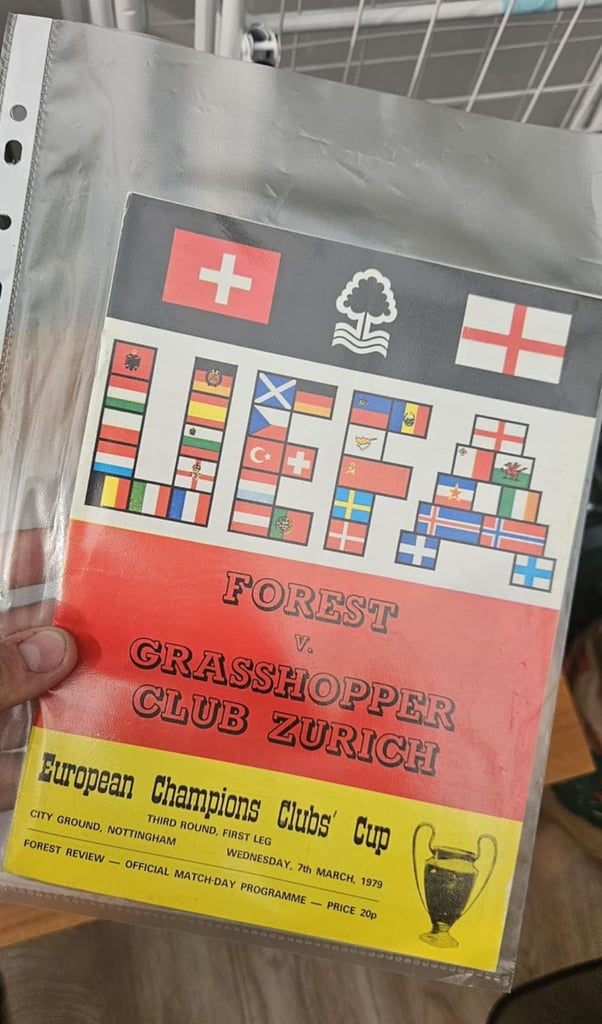 UEFA
FOREST
V.
GRASSHOPPER
CLUB ZURICH
European Champions Clubs' Cup
THIRD ROUND, FIRST LEG
CITY GROUND, NOTTINGHAM WEDNESDAY, 7th MARCH, 1979
FOREST REVIEW — OFFICIAL MATCH-DAY PROGRAMME — PRICE 20p